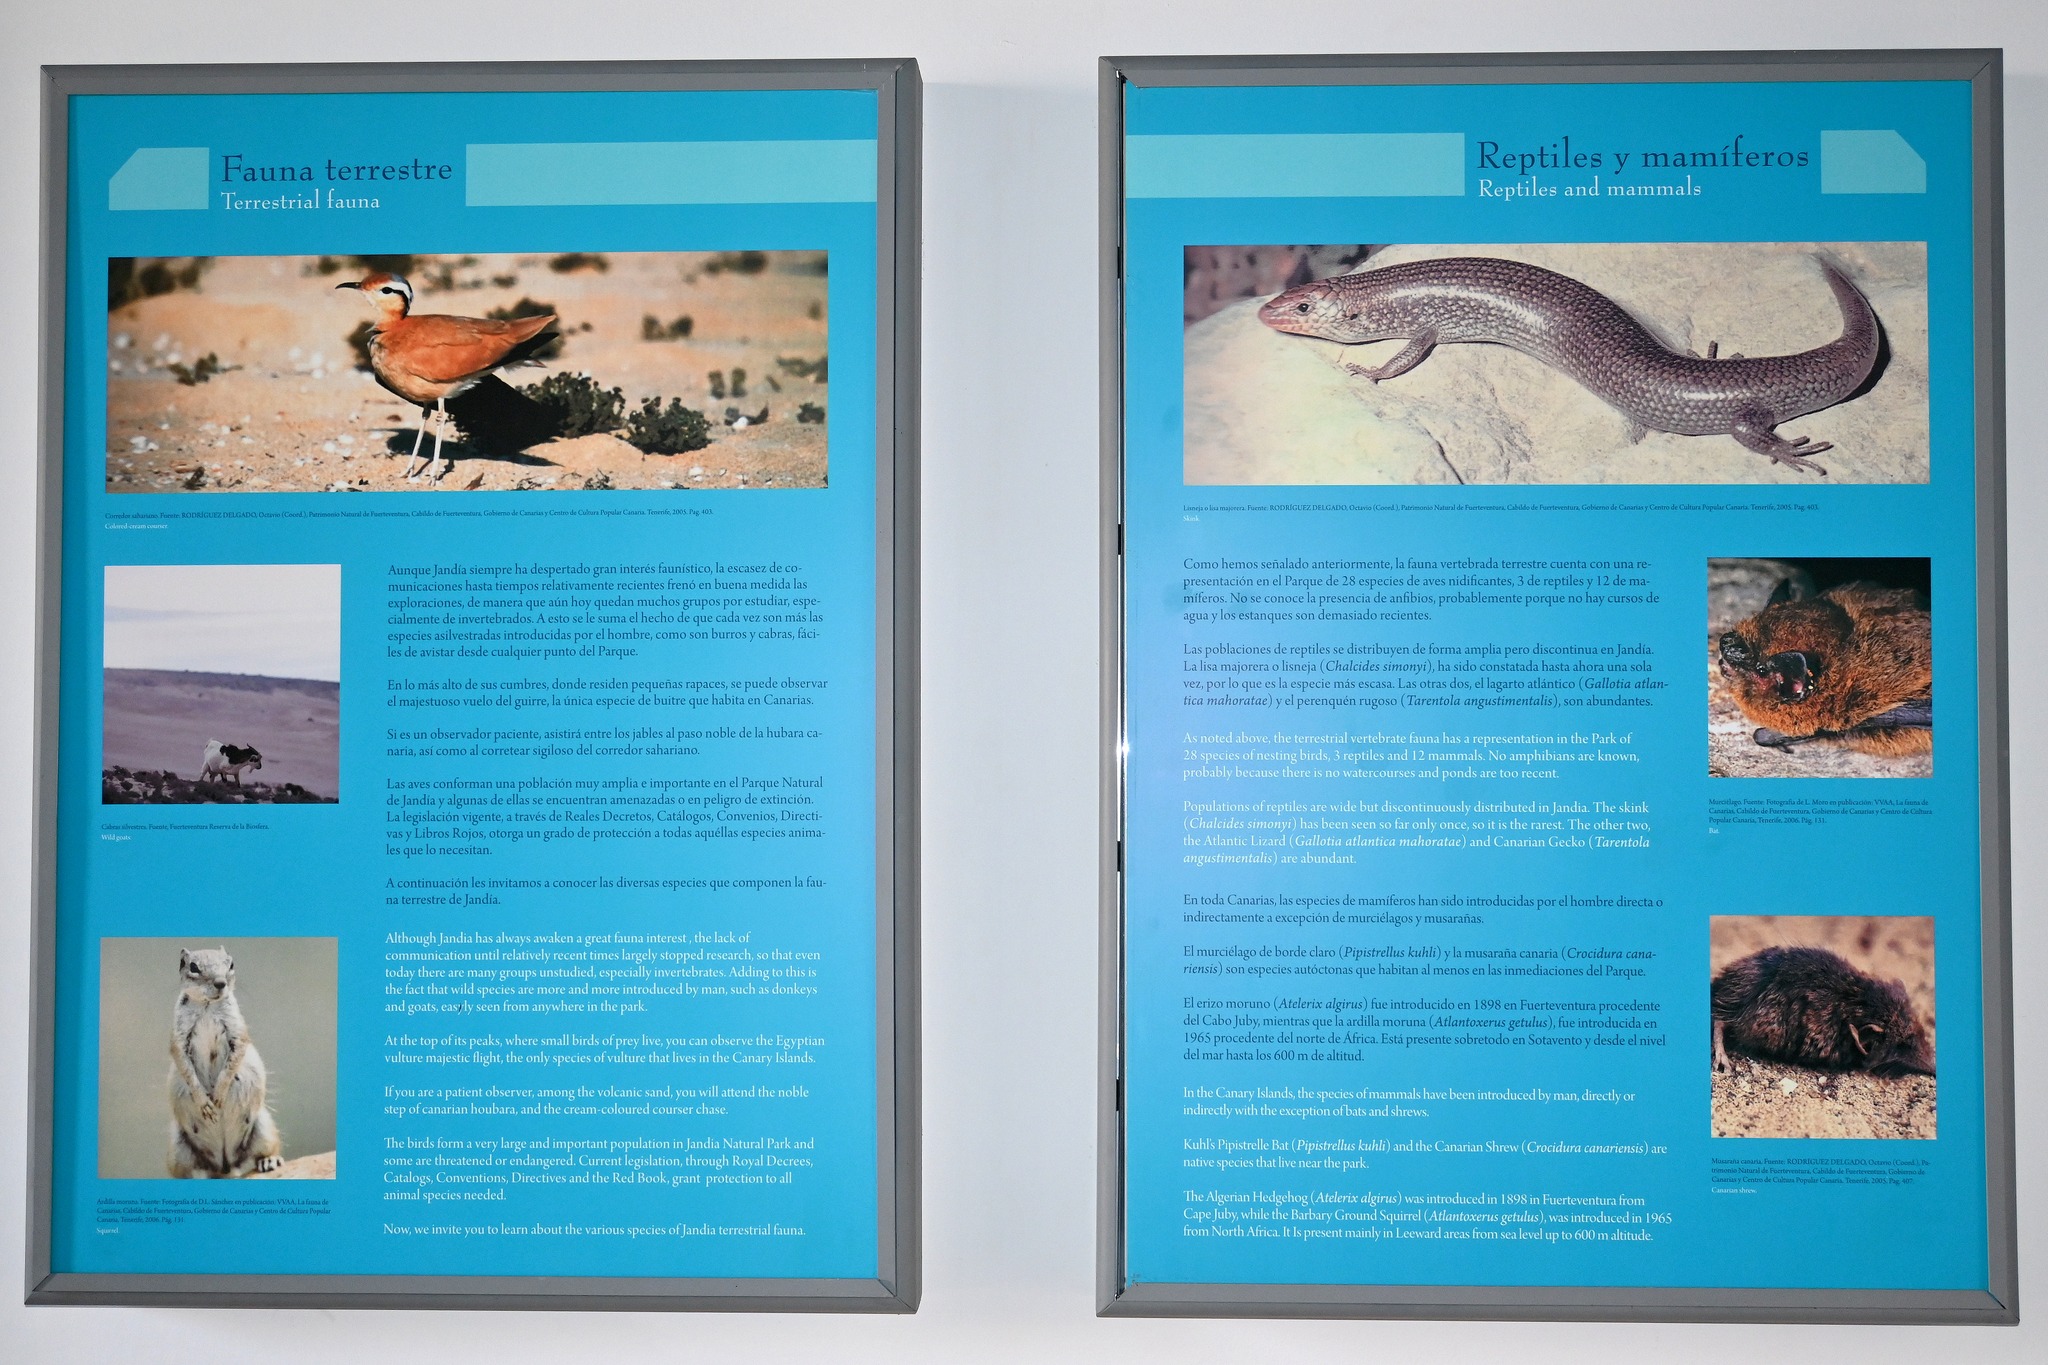 Fauna terrestre
Terrestrial fauna
Corredor sahariano. Fuente: RODRÍGUEZ DELGADO, Octavio (Coord.), Patrimonio Natural de Fuerteventura, Cabildo de Fuerteventura, Gobierno de Canarias y Centro de Cultura Popular Canaria. Tenerife, 2005. Pag. 403.
Colored-cream courser
Aunque Jandía siempre ha despertado gran interés faunístico, la escasez de co-
municaciones hasta tiempos relativamente recientes frenó en buena medida las
exploraciones, de manera que aún hoy quedan muchos grupos por estudiar, espe-
cialmente de invertebrados. A esto se le suma el hecho de que cada vez son más las
especies asilvestradas introducidas por el hombre, como son burros y cabras, fáci-
les de avistar desde cualquier punto del Parque.
En lo más alto de sus cumbres, donde residen pequeñas rapaces, se puede observar
el majestuoso vuelo del guirre, la única especie de buitre que habita en Canarias.
Si es un observador paciente, asistirá entre los jables al paso noble de la hubara ca-
naria, así como al corretear sigiloso del corredor sahariano.
Las aves conforman una población muy amplia e importante en el Parque Natural
de Jandía y algunas de ellas se encuentran amenazadas o en peligro de extinción.
La legislación vigente, a través de Reales Decretos, Catálogos, Convenios, Directi-
vas y Libros Rojos, otorga un grado de protección a todas aquéllas especies anima-
les que lo necesitan.
A continuación les invitamos a conocer las diversas especies que componen la fau-
na terrestre de Jandía.
Although Jandia has always awaken a great fauna interest , the lack of
communication until relatively recent times largely stopped research, so that even
today there are many groups unstudied, especially invertebrates. Adding to this is
the fact that wild species are more and more introduced by man, such as donkeys
and goats, easyly seen from anywhere in the park.
At the top of its peaks, where small birds of prey live, you can observe the Egyptian
vulture majestic flight, the only species of vulture that lives in the Canary Islands.
If you are a patient observer, among the volcanic sand, you will attend the noble
step of canarian houbara, and the cream-coloured courser chase.
The birds form a very large and important population in Jandia Natural Park and
some are threatened or endangered. Current legislation, through Royal Decrees,
Catalogs, Conventions, Directives and the Red Book, grant protection to all
animal species needed.
Now, we invite you to learn about the various species of Jandia terrestrial fauna.
Cabras silvestres. Fuente, Fuerteventura Reserva de la Biosfera.
Wild goats
Ardilla moruna. Fuente: Fotografía de D.L. Sánchez en publicación: VVAA, La fauna de
Canarias, Cabildo de Fuerteventura, Gobierno de Canarias y Centro de Cultura Popular
Canaria, Tenerife, 2006. Pág. 131.
Squirrel.
Reptiles y mamíferos
Reptiles and mammals
Lisneja o lisa majorera. Fuente: RODRÍGUEZ DELGADO, Octavio (Coord.), Patrimonio Natural de Fuerteventura, Cabildo de Fuerteventura, Gobierno de Canarias y Centro de Cultura Popular Canaria. Tenerife, 2005. Pag. 403.
Skink.
Como hemos señalado anteriormente, la fauna vertebrada terrestre cuenta con una re-
presentación en el Parque de 28 especies de aves nidificantes, 3 de reptiles y 12 de ma-
míferos. No se conoce la presencia de anfibios, probablemente porque no hay cursos de
agua y los estanques son demasiado recientes.
Las poblaciones de reptiles se distribuyen de forma amplia pero discontinua en Jandía.
La lisa majorera o lisneja (Chalcides simonyi), ha sido constatada hasta ahora una sola
vez, por lo que es la especie más escasa. Las otras dos, el lagarto atlántico (Gallotia atlan-
tica mahoratae) y el perenquén rugoso (Tarentola angustimentalis), son abundantes.
As noted above, the terrestrial vertebrate fauna has a representation in the Park of
28 species of nesting birds, 3 reptiles and 12 mammals. No amphibians are known,
probably because there is no watercourses and ponds are too recent.
Populations of reptiles are wide but discontinuously distributed in Jandia. The skink
(Chalcides simonyi) has been seen so far only once, so it is the rarest. The other two,
the Atlantic Lizard (Gallotia atlantica mahoratae) and Canarian Gecko (Tarentola
angustimentalis) are abundant.
En toda Canarias, las especies de mamíferos han sido introducidas por el hombre directa o
indirectamente a excepción de murciélagos y musarañas.
El murciélago de borde claro (Pipistrellus kuhli) y la musaraña canaria (Crocidura cana-
riensis) son especies autóctonas que habitan al menos en las inmediaciones del Parque.
El erizo moruno (Atelerix algirus) fue introducido en 1898 en Fuerteventura procedente
del Cabo Juby, mientras que la ardilla moruna (Atlantoxerus getulus), fue introducida en
1965 procedente del norte de África. Está presente sobretodo en Sotavento y desde el nivel
del mar hasta los 600 m de altitud.
In the Canary Islands, the species of mammals have been introduced by man, directly or
indirectly with the exception of bats and shrews.
Kuhl's Pipistrelle Bat (Pipistrellus kuhli) and the Canarian Shrew (Crocidura canariensis) are
native species that live near the park.
The Algerian Hedgehog (Atelerix algirus) was introduced in 1898 in Fuerteventura from
Cape Juby, while the Barbary Ground Squirrel (Atlantoxerus getulus), was introduced in 1965
from North Africa. It Is present mainly in Leeward areas from sea level up to 600 m altitude.
Murciélago. Fuente: Fotografía de L. Moro en publicación: VVAA, La fauna de
Canarias, Cabildo de Fuerteventura, Gobierno de Canarias y Centro de Cultura
Popular Canaria, Tenerife, 2006. Pág. 131.
Bat.
Musaraña canaria. Fuente: RODRÍGUEZ DELGADO, Octavio (Coord.), Pa-
trimonio Natural de Fuerteventura, Cabildo de Fuerteventura, Gobierno de
Canarias y Centro de Cultura Popular Canaria. Tenerife, 2005. Pag. 407.
Canarian shrew.